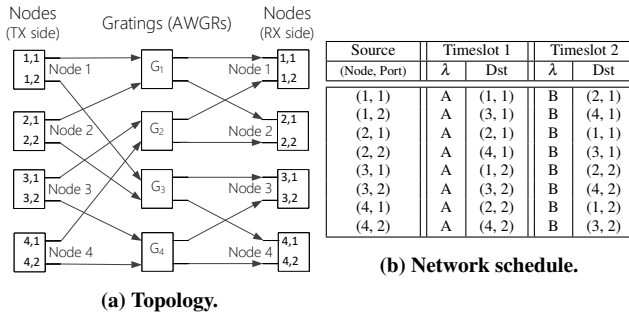 Nodes
(TX side)
Gratings (AWGRs)
Nodes
(RX side)
1,1
1,2
Node 1
G1
Node 1
1,1
1,2
2,1
2,2
Node 2
G2
Node 2
2,1
2,2
3,1
3,2
Node 3
G3
Node 3
3,1
3,2
4,1
4,2
Node 4
G4
Node 4
4,1
4,2
(a) Topology.
Source Timeslot 1 Timeslot 2
(Node, Port) λ Dst λ Dst
(1, 1) A (1, 1) B (2, 1)
(1, 2) A (3, 1) B (4, 1)
(2, 1) A (2, 1) B (1, 1)
(2, 2) A (4, 1) B (3, 1)
(3, 1) A (1, 2) B (2, 2)
(3, 2) A (3, 2) B (4, 2)
(4, 1) A (2, 2) B (1, 2)
(4, 2) A (4, 2) B (3, 2)
(b) Network schedule.